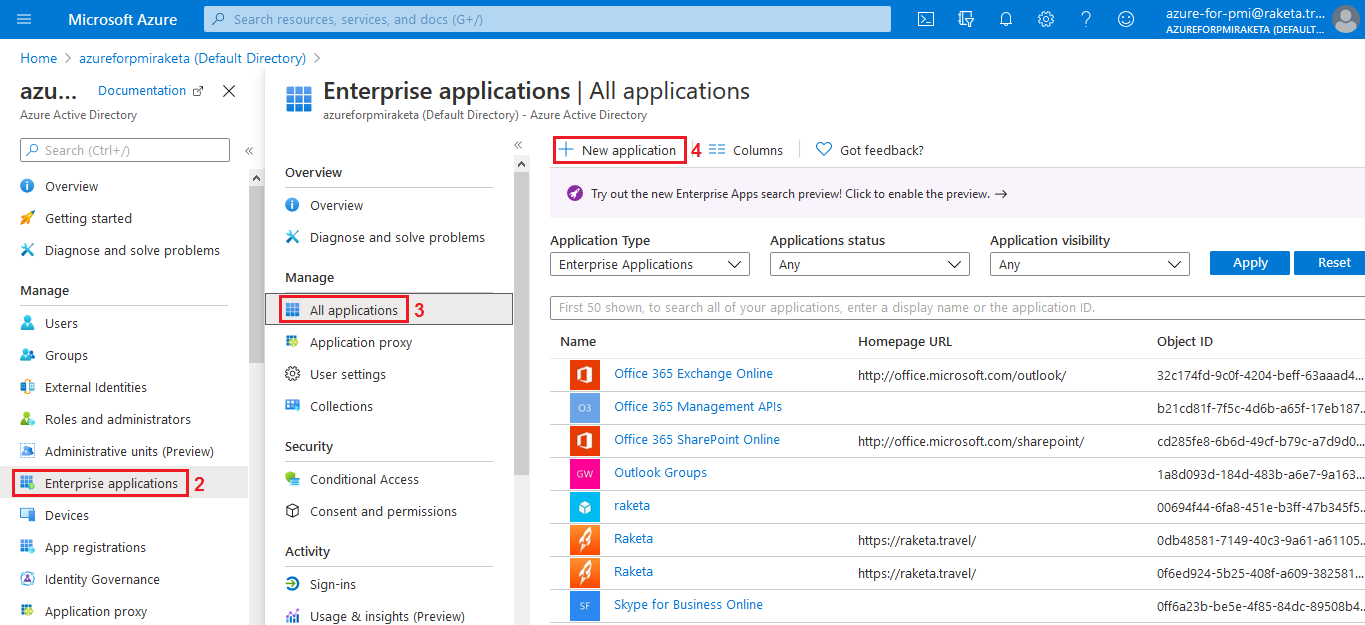 Microsoft Azure
Search resources, services, and docs (G+/)
azure-for-pmi@raketa.tr...
AZUREFORPMIRAKETA (DEFAULT...
Home > azureforpmiraketa (Default Directory) >
azu...
Documentation
Azure Active Directory
Search (Ctrl+/)
«
Overview
Getting started
Diagnose and solve problems
Manage
Users
Groups
External Identities
Roles and administrators
Administrative units (Preview)
Enterprise applications 2
Devices
App registrations
Identity Governance
Application proxy
Enterprise applications | All applications
azureforpmiraketa (Default Directory) - Azure Active Directory
«
Overview
Overview
Diagnose and solve problems
Manage
All applications 3
Application proxy
User settings
Collections
Security
Conditional Access
Consent and permissions
Activity
Sign-ins
Usage & insights (Preview)
New application 4
Columns
Got feedback?
Try out the new Enterprise Apps search preview! Click to enable the preview. →
Application Type
Enterprise Applications
Applications status
Any
Application visibility
Any
Apply
Reset
First 50 shown, to search all of your applications, enter a display name or the application ID.
Name Homepage URL Object ID
Office 365 Exchange Online http://office.microsoft.com/outlook/ 32c174fd-9c0f-4204-beff-63aaad4...
O3 Office 365 Management APIs b21cd81f-7f5c-4d6b-a65f-17eb187...
Office 365 SharePoint Online http://office.microsoft.com/sharepoint/ cd285fe8-6b6d-49cf-b79c-a7d9d0...
GW Outlook Groups 1a8d093d-184d-483b-a6e7-9a163...
raketa 00694f44-6fa8-451e-b3ff-47b345f5...
Raketa https://raketa.travel/ 0db48581-7149-40c3-9a61-a61105...
Raketa https://raketa.travel/ 0f6ed924-5b25-408f-a609-382581...
SF Skype for Business Online 0ff6a23b-be5e-4f85-84dc-89508b4...